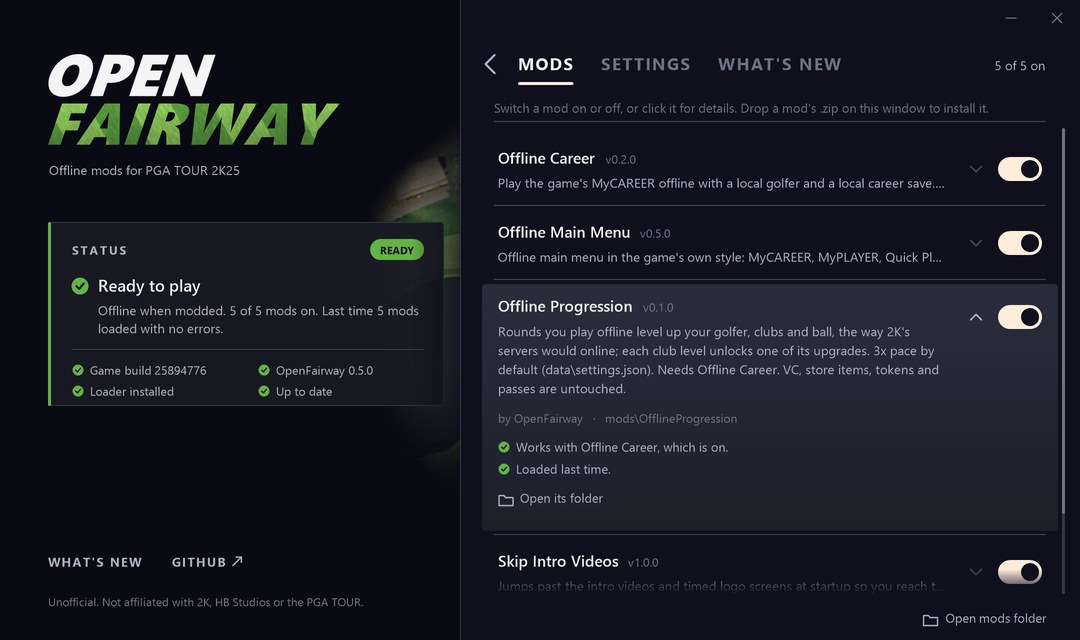 OPEN
FAIRWAY
Offline mods for PGA TOUR 2K25
STATUS
READY
Ready to play
Offline when modded. 5 of 5 mods on. Last time 5 mods
loaded with no errors.
Game build 25894776
OpenFairway 0.5.0
Loader installed
Up to date
WHAT'S NEW
GITHUB
Unofficial. Not affiliated with 2K, HB Studios or the PGA TOUR.
MODS
SETTINGS
WHAT'S NEW
5 of 5 on
Switch a mod on or off, or click it for details. Drop a mod's .zip on this window to install it.
Offline Career v0.2.0
Play the game's MyCAREER offline with a local golfer and a local career save....
Offline Main Menu v0.5.0
Offline main menu in the game's own style: MyCAREER, MyPLAYER, Quick Pl...
Offline Progression v0.1.0
Rounds you play offline level up your golfer, clubs and ball, the way 2K's
servers would online; each club level unlocks one of its upgrades. 3x pace by
default (data\settings.json). Needs Offline Career. VC, store items, tokens and
passes are untouched.
by OpenFairway · mods\OfflineProgression
Works with Offline Career, which is on.
Loaded last time.
Open its folder
Skip Intro Videos v1.0.0
Jumps past the intro videos and timed logo screens at startup so you reach t...
Open mods folder